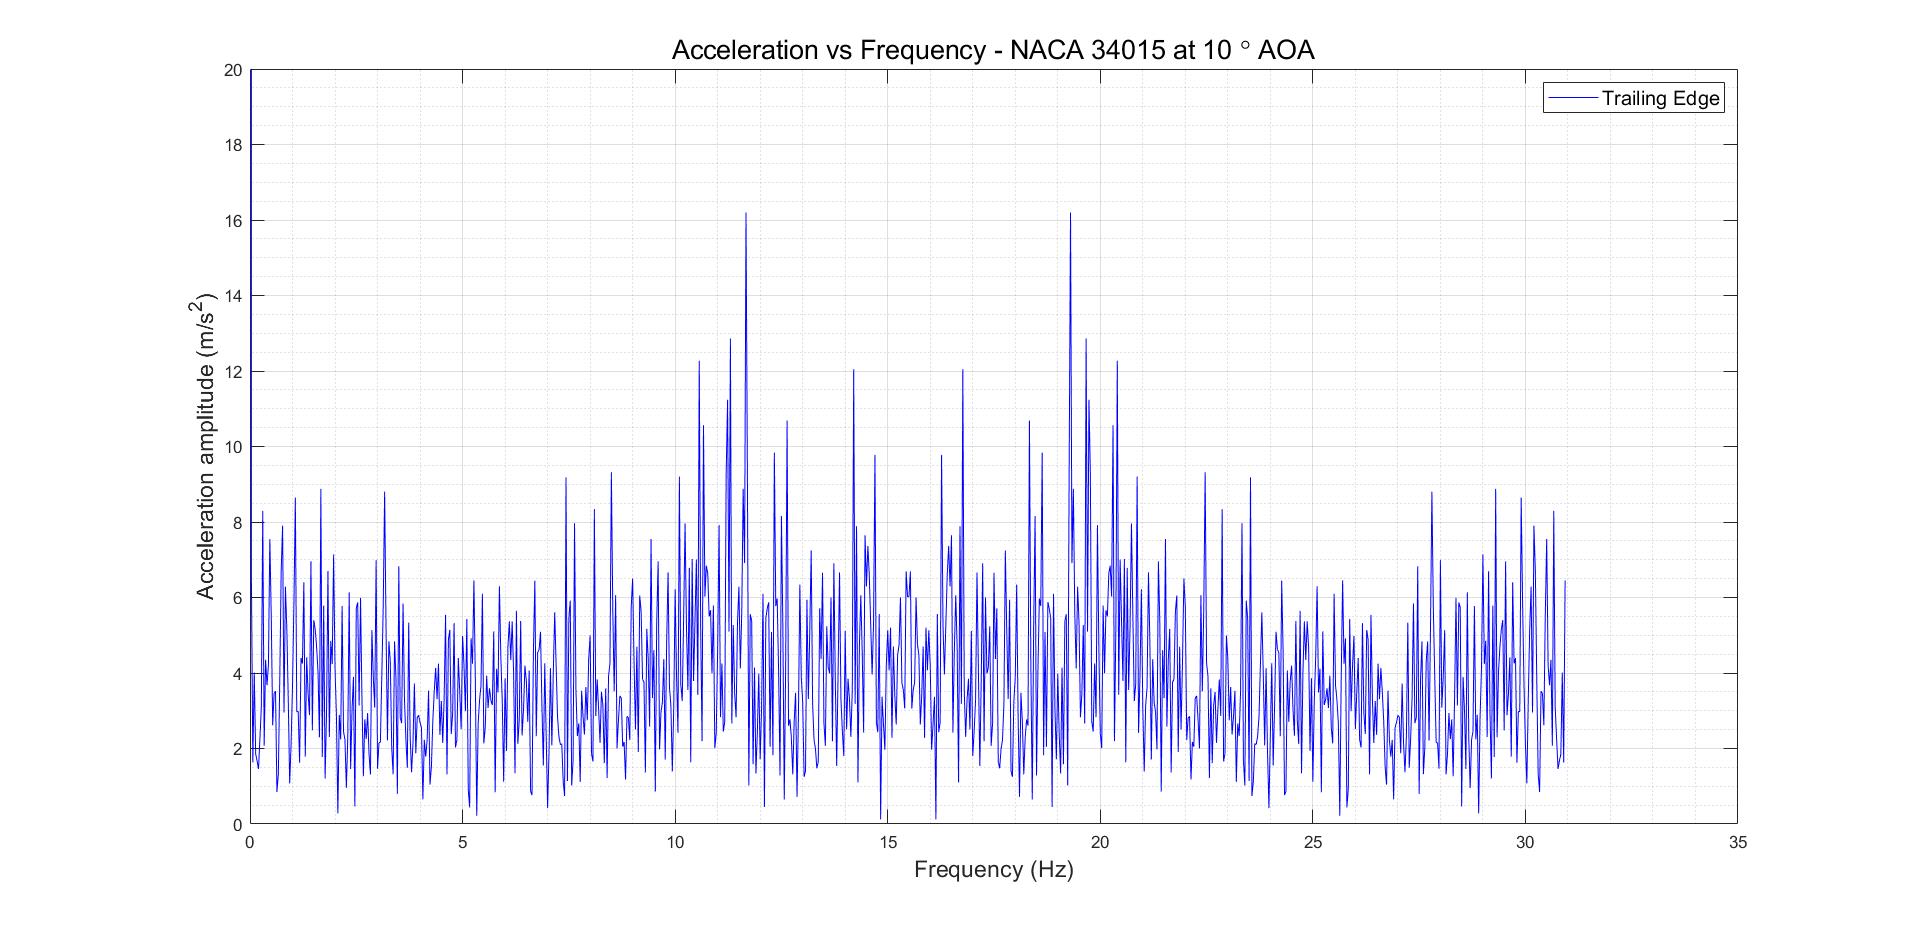 Acceleration vs Frequency - NACA 34015 at 10 ° AOA
Trailing Edge
Acceleration amplitude (m/s²)
20
18
16
14
12
10
8
6
4
2
0
0 5 10 15 20 25 30 35
Frequency (Hz)